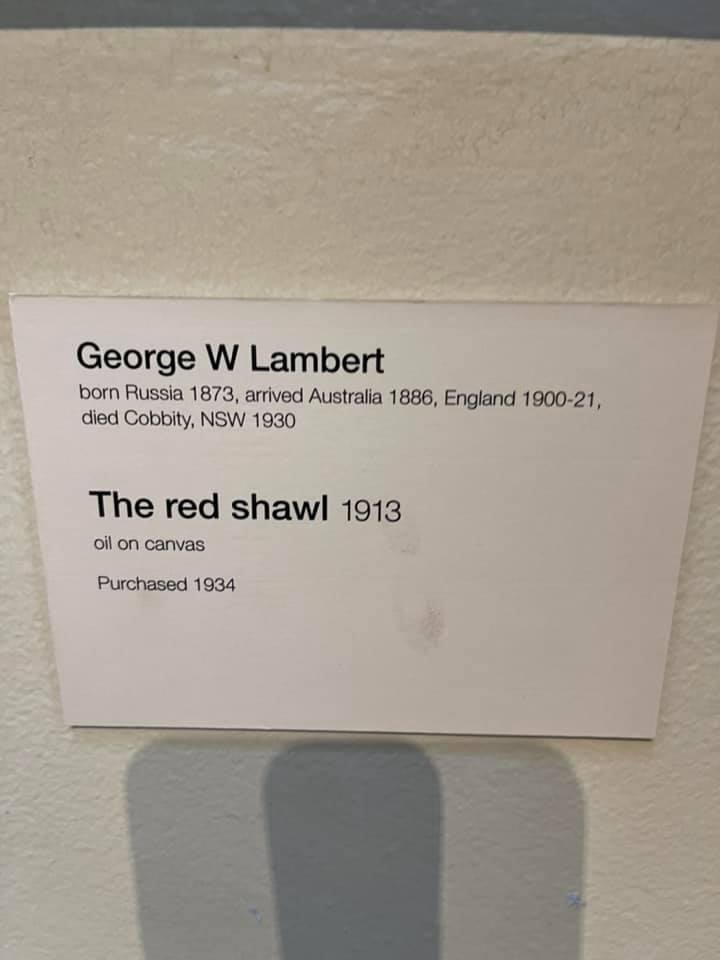 George W Lambert
born Russia 1873, arrived Australia 1886, England 1900-21,
died Cobbity, NSW 1930
The red shawl 1913
oil on canvas
Purchased 1934